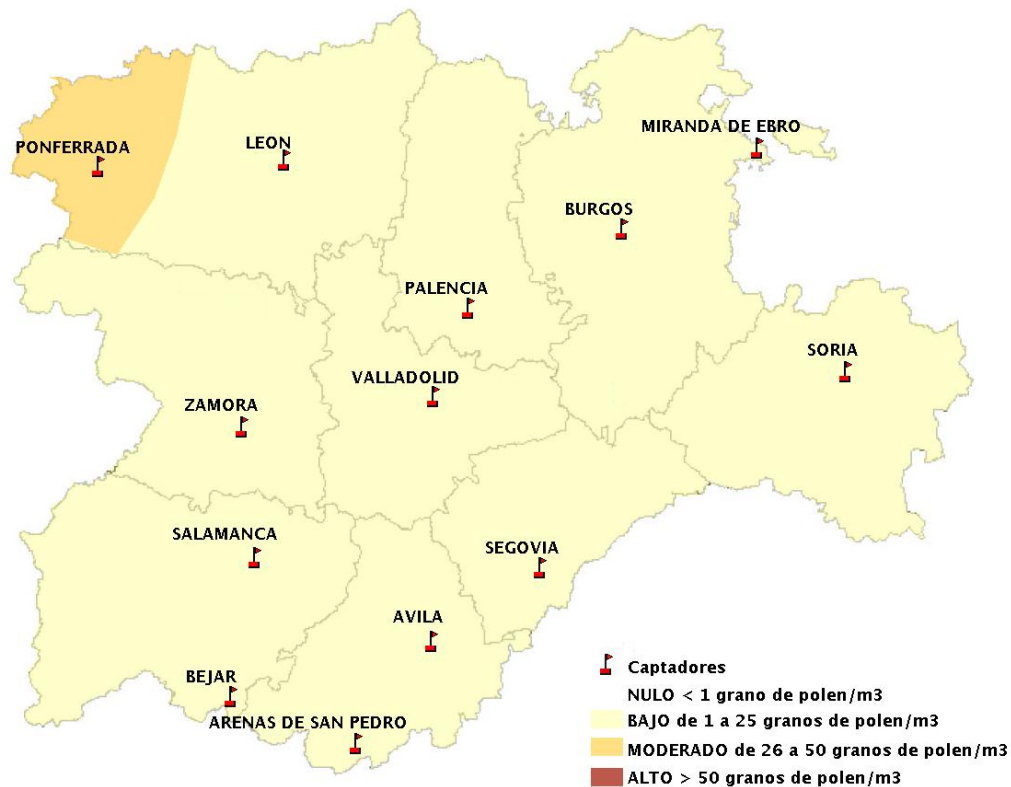 MIRANDA DE EBRO
PONFERRADA
LEON
BURGOS
PALENCIA
SORIA
VALLADOLID
ZAMORA
SALAMANCA
SEGOVIA
AVILA
BEJAR
ARENAS DE SAN PEDRO
Captadores
NULO < 1 grano de polen/m3
BAJO de 1 a 25 granos de polen/m3
MODERADO de 26 a 50 granos de polen/m3
ALTO > 50 granos de polen/m3